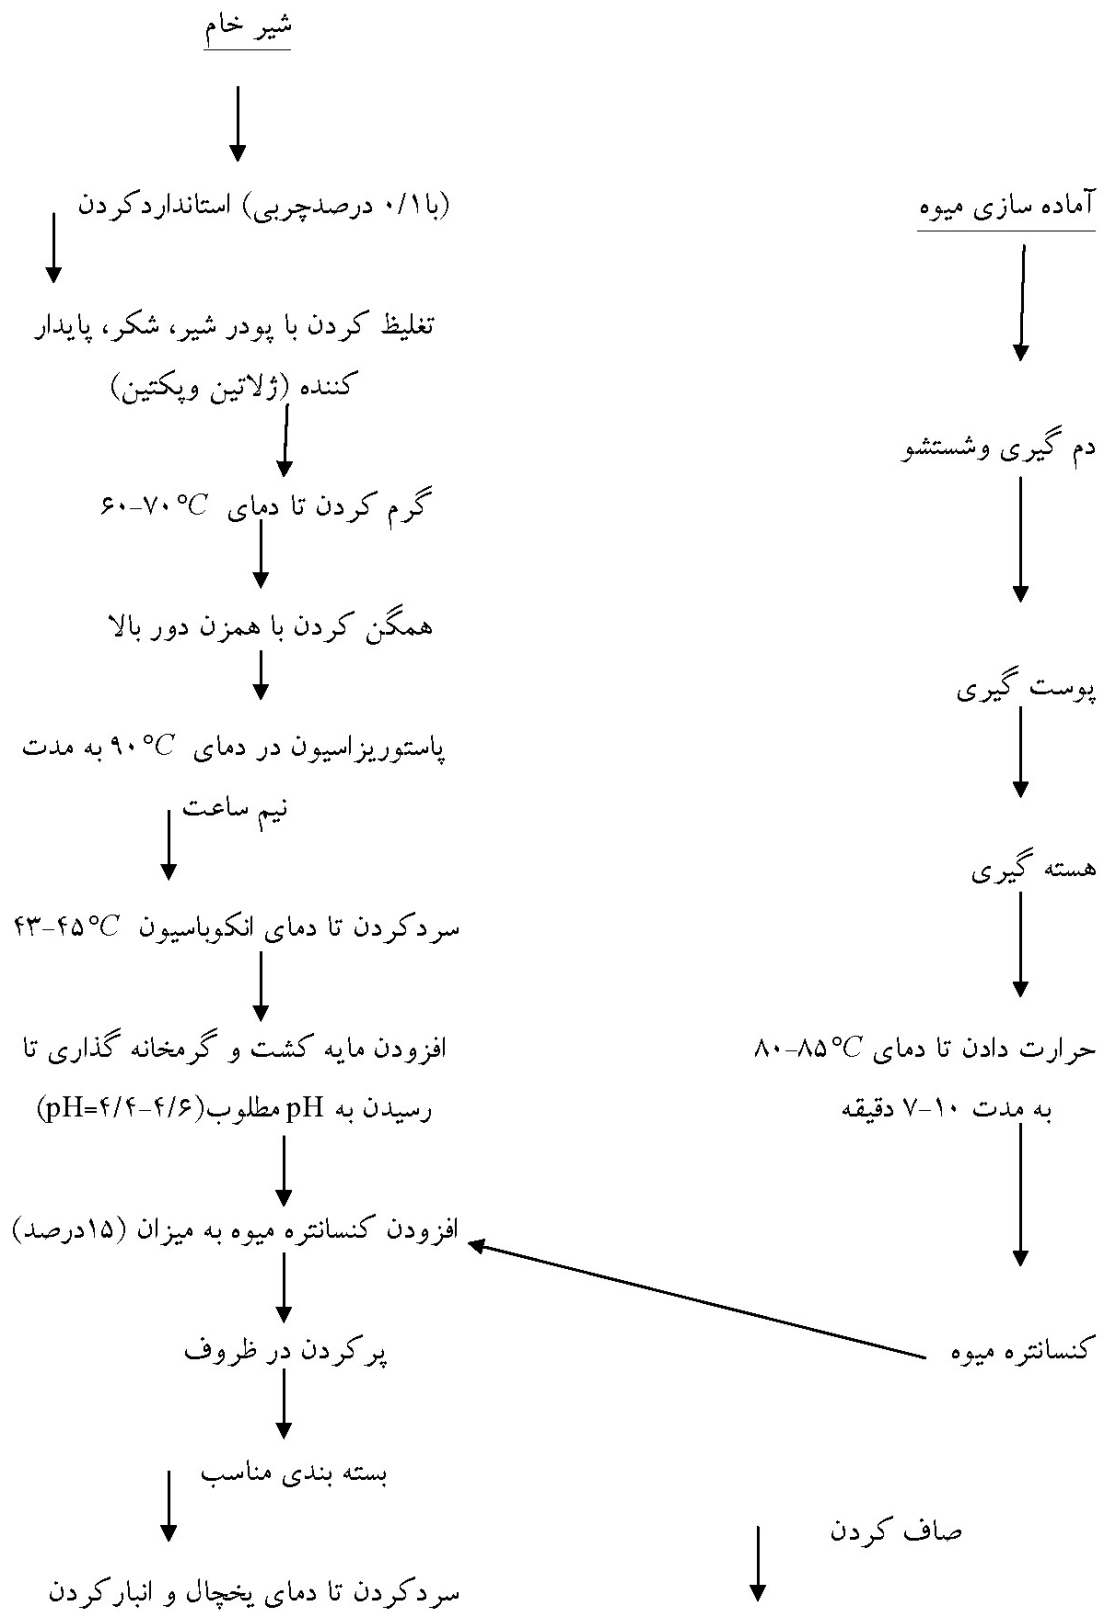 شیر خام
(با۰/۱ درصدچربی) استانداردکردن
تغلیظ کردن با پودر شیر، شکر، پایدار
کننده (ژلاتین وپکتین)
گرم کردن تا دمای ۶۰-۷۰°C
همگن کردن با همزن دور بالا
پاستوریزاسیون در دمای ۹۰°C به مدت
نیم ساعت
سردکردن تا دمای انکوباسیون ۴۳-۴۵°C
افزودن مایه کشت و گرمخانه گذاری تا
رسیدن به pH مطلوب(pH=۴/۴-۴/۶)
افزودن کنسانتره میوه به میزان (۱۵درصد)
پرکردن در ظروف
بسته بندی مناسب
سردکردن تا دمای یخچال و انبارکردن
آماده سازی میوه
دم گیری وشستشو
پوست گیری
هسته گیری
حرارت دادن تا دمای ۸۰-۸۵°C
به مدت ۷-۱۰ دقیقه
کنسانتره میوه
صاف کردن